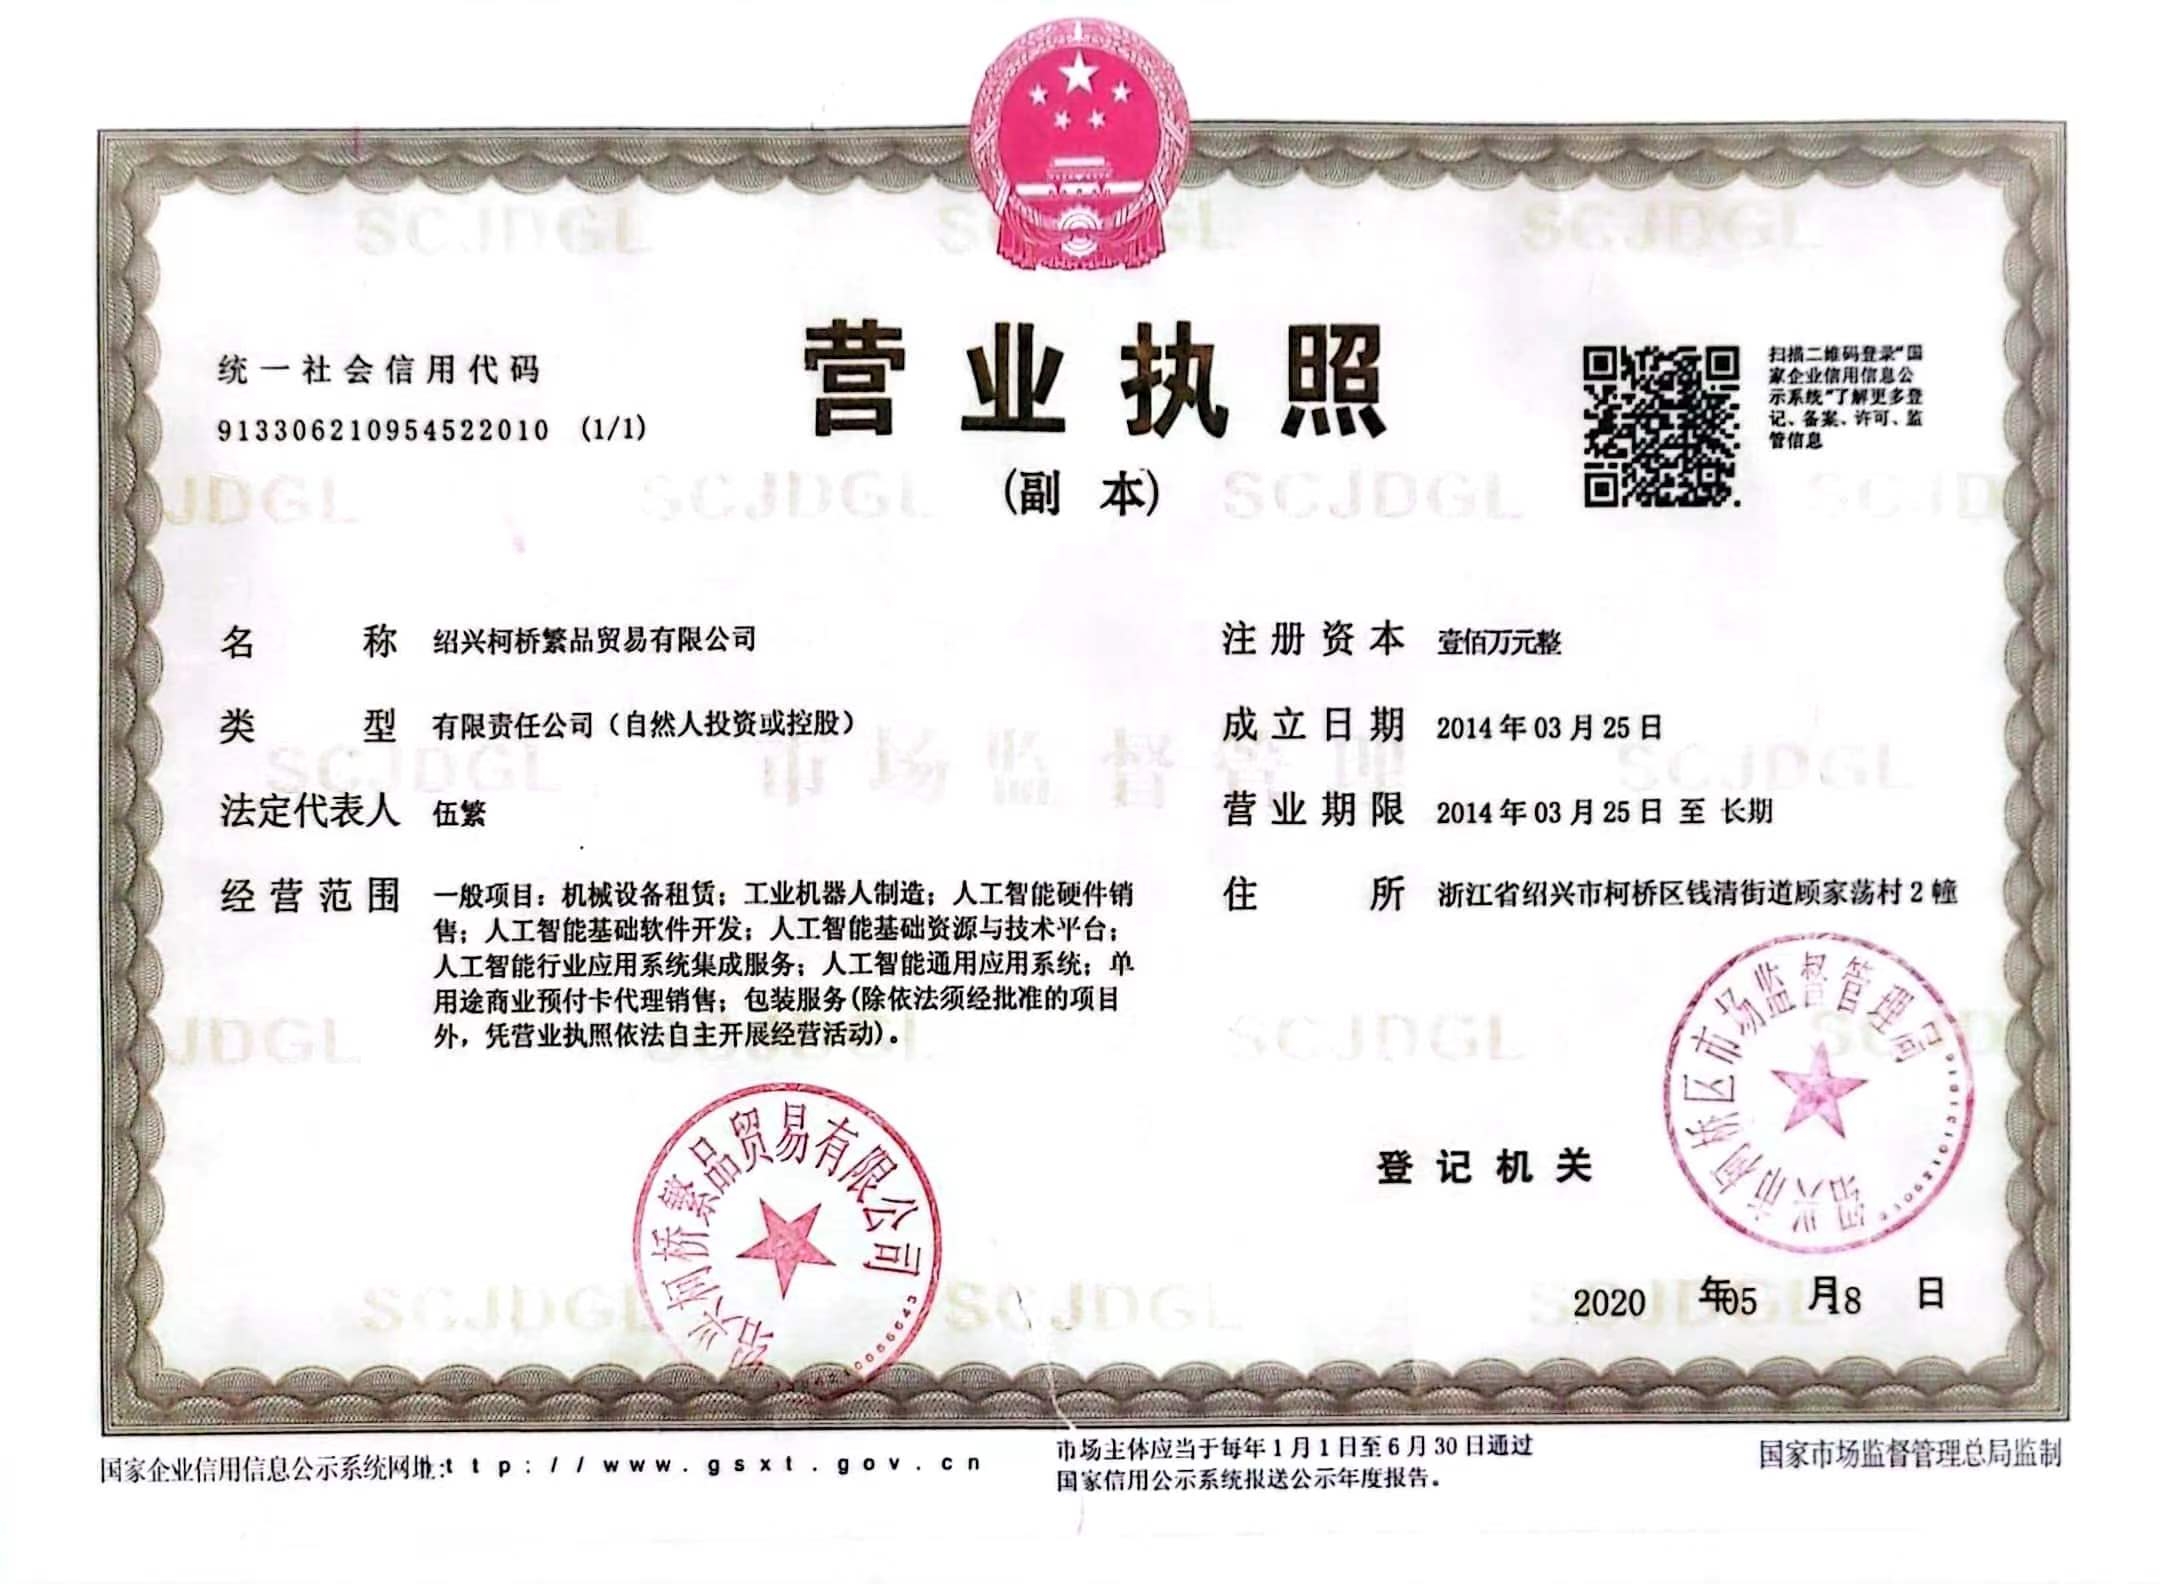 统一社会信用代码
913306210954522010 (1/1)
营业执照
(副 本)
扫描二维码登录"国
家企业信用信息公
示系统"了解更多登
记、备案、许可、监
管信息
名 称 绍兴柯桥繁品贸易有限公司
类 型 有限责任公司（自然人投资或控股）
法定代表人 伍繁
经营范围 一般项目：机械设备租赁；工业机器人制造；人工智能硬件销
售；人工智能基础软件开发；人工智能基础资源与技术平台；
人工智能行业应用系统集成服务；人工智能通用应用系统；单
用途商业预付卡代理销售；包装服务(除依法须经批准的项目
外，凭营业执照依法自主开展经营活动)。
注册资本 壹佰万元整
成立日期 2014年03月25日
营业期限 2014年03月25日 至 长期
住 所 浙江省绍兴市柯桥区钱清街道顾家荡村2幢
SCJDGL
市场监督管理
绍兴柯桥繁品贸易有限公司
绍兴市柯桥区市场监督管理局
登记机关
2020 年05 月18 日
国家企业信用信息公示系统网址:ttp://www.gsxt.gov.cn
市场主体应当于每年1月1日至6月30日通过
国家信用公示系统报送公示年度报告。
国家市场监督管理总局监制